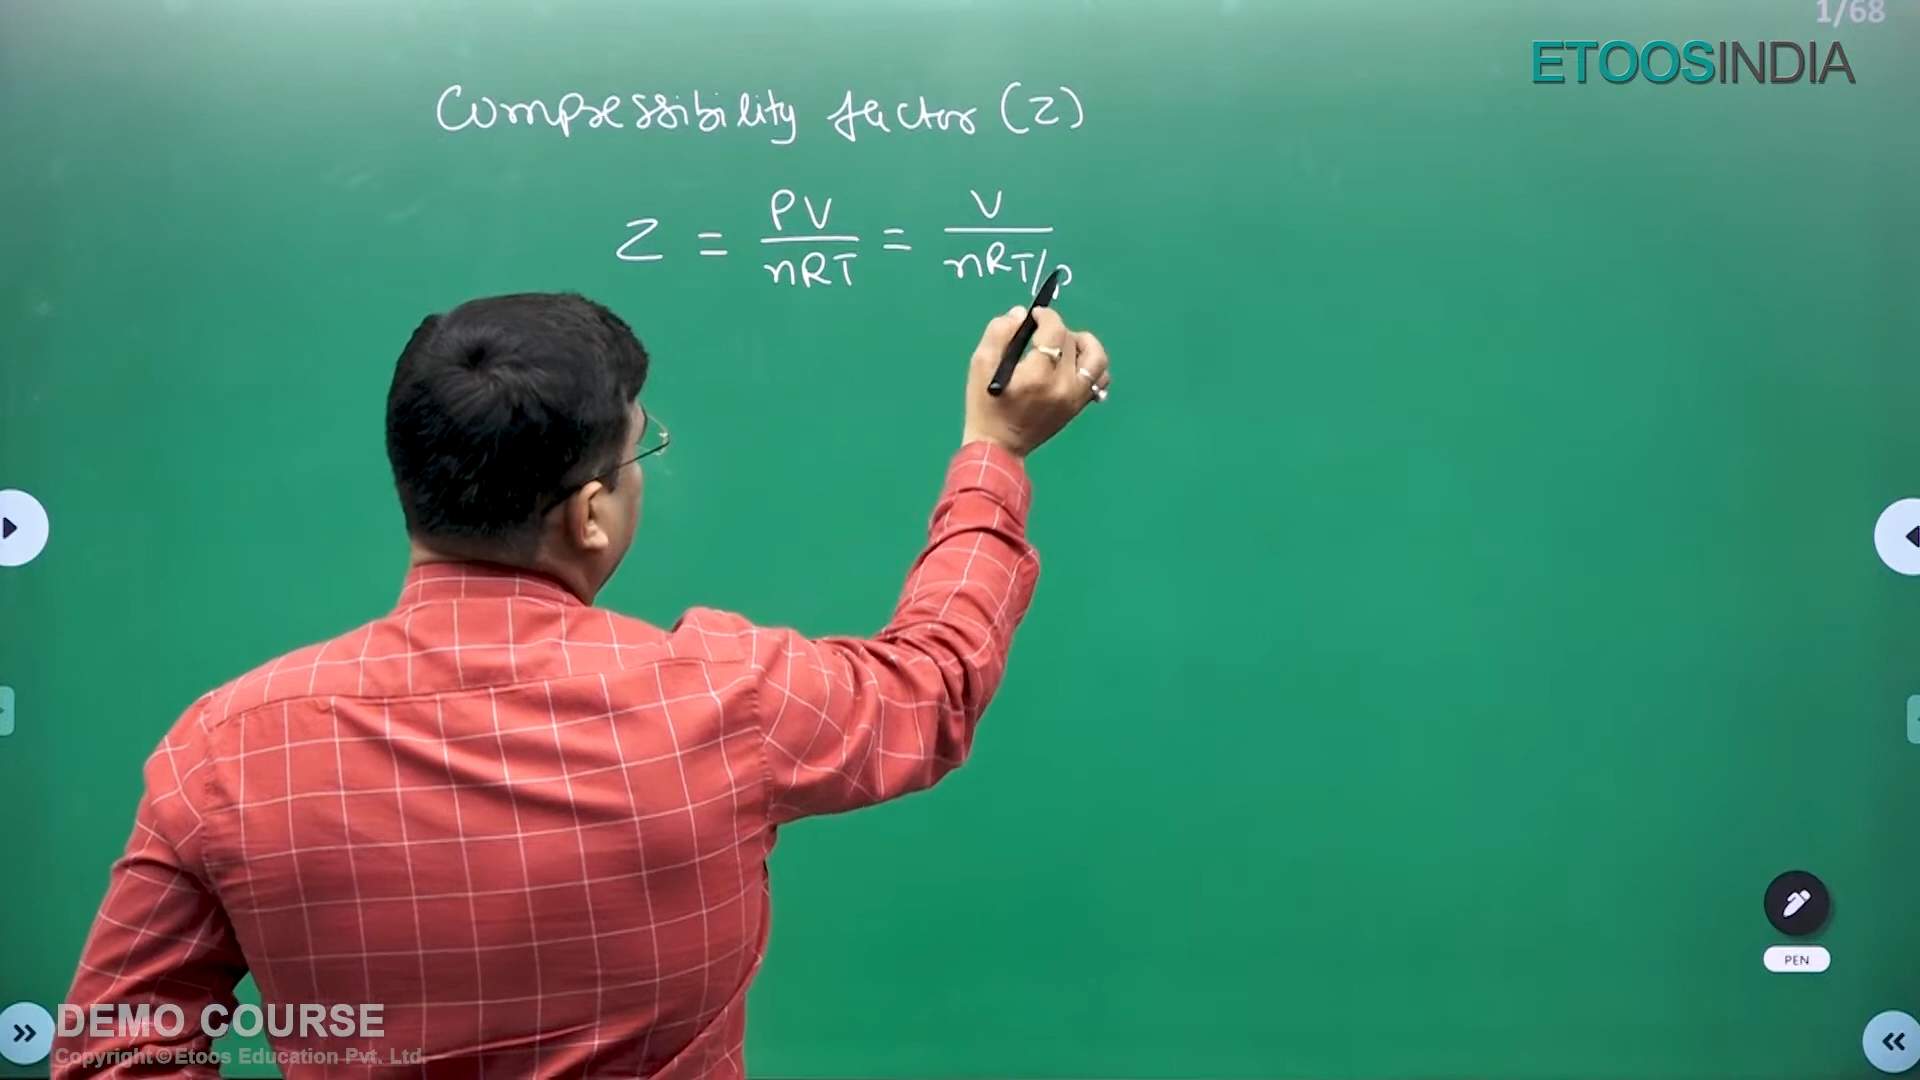 1/68
ETOOSINDIA
Compressibility factor (Z)
Z = PV/nRT = V/nRT/P
PEN
DEMO COURSE
Copyright © Etoos Education Pvt. Ltd.